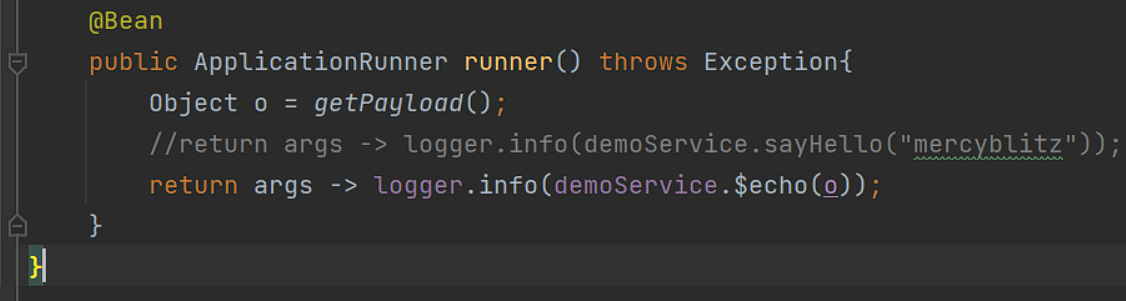 @Bean
public ApplicationRunner runner() throws Exception{
Object o = getPayload();
//return args -> logger.info(demoService.sayHello("mercyblitz"));
return args -> logger.info(demoService.$echo(o));
}
}